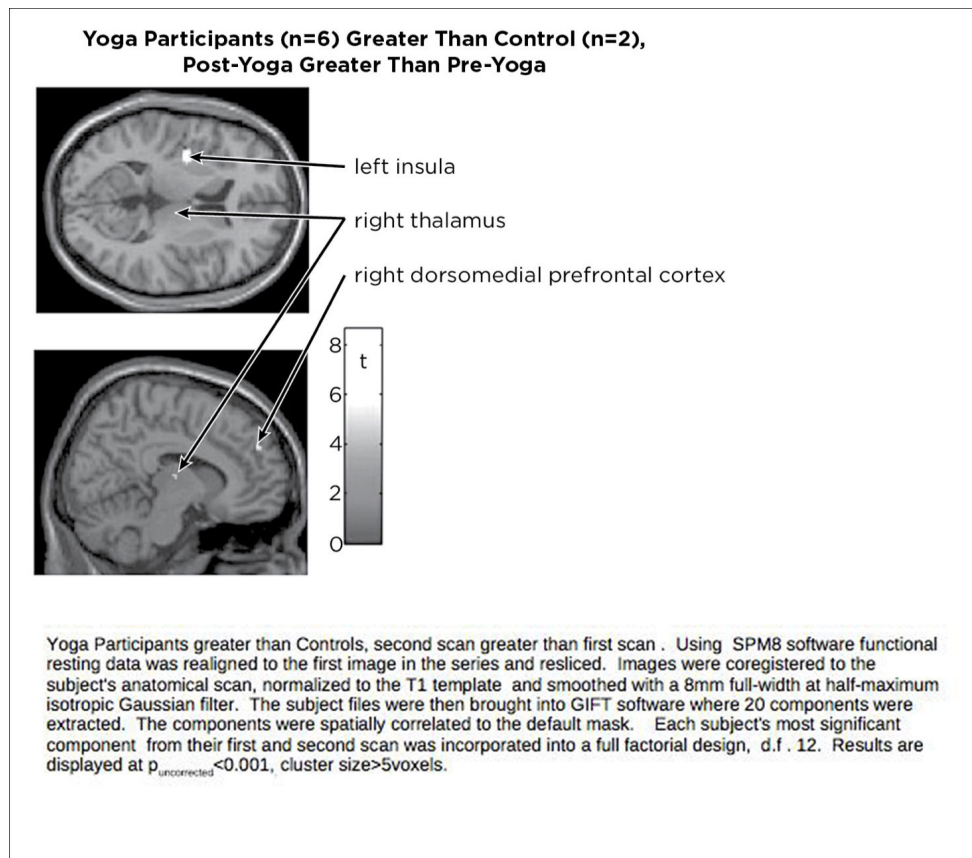 Yoga Participants (n=6) Greater Than Control (n=2),
Post-Yoga Greater Than Pre-Yoga
left insula
right thalamus
right dorsomedial prefrontal cortex
8
t
6
4
2
0
Yoga Participants greater than Controls, second scan greater than first scan . Using SPM8 software functional
resting data was realigned to the first image in the series and resliced. Images were coregistered to the
subject's anatomical scan, normalized to the T1 template and smoothed with a 8mm full-width at half-maximum
isotropic Gaussian filter. The subject files were then brought into GIFT software where 20 components were
extracted. The components were spatially correlated to the default mask. Each subject's most significant
component from their first and second scan was incorporated into a full factorial design, d.f . 12. Results are
displayed at p uncorrected<0.001, cluster size>5voxels.